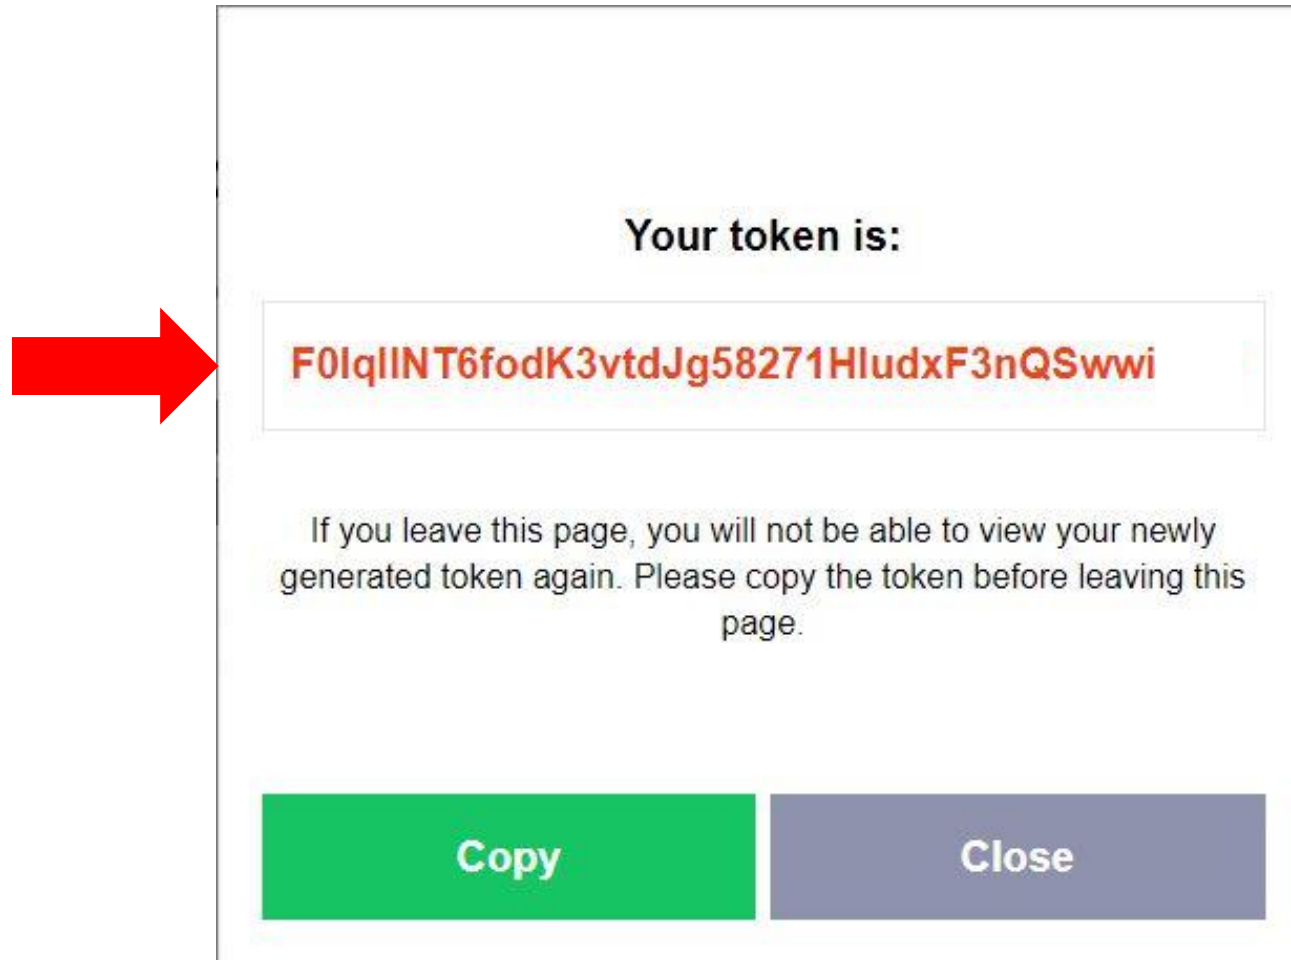 Your token is:
F0IqIINT6fodK3vtdJg58271HludxF3nQSwwi
If you leave this page, you will not be able to view your newly
generated token again. Please copy the token before leaving this
page.
Copy
Close